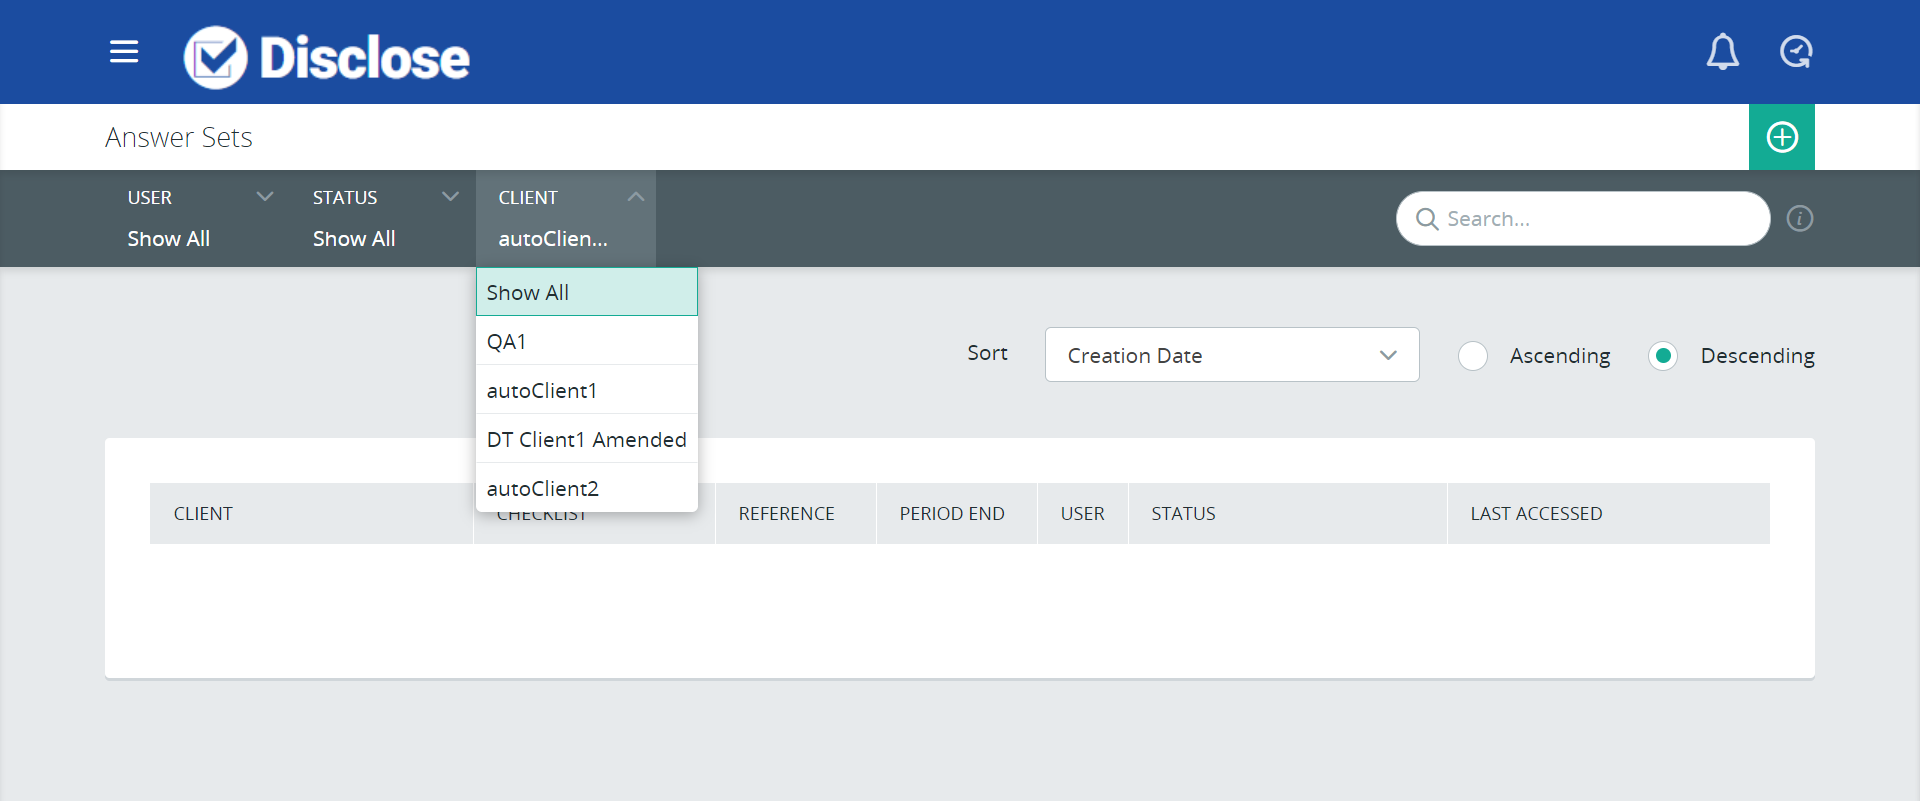 Disclose
Answer Sets
USER
Show All
STATUS
Show All
CLIENT
autoClien...
Search...
Show All
QA1
autoClient1
DT Client1 Amended
autoClient2
Sort
Creation Date
Ascending
Descending
CLIENT
CHECKLIST
REFERENCE
PERIOD END
USER
STATUS
LAST ACCESSED